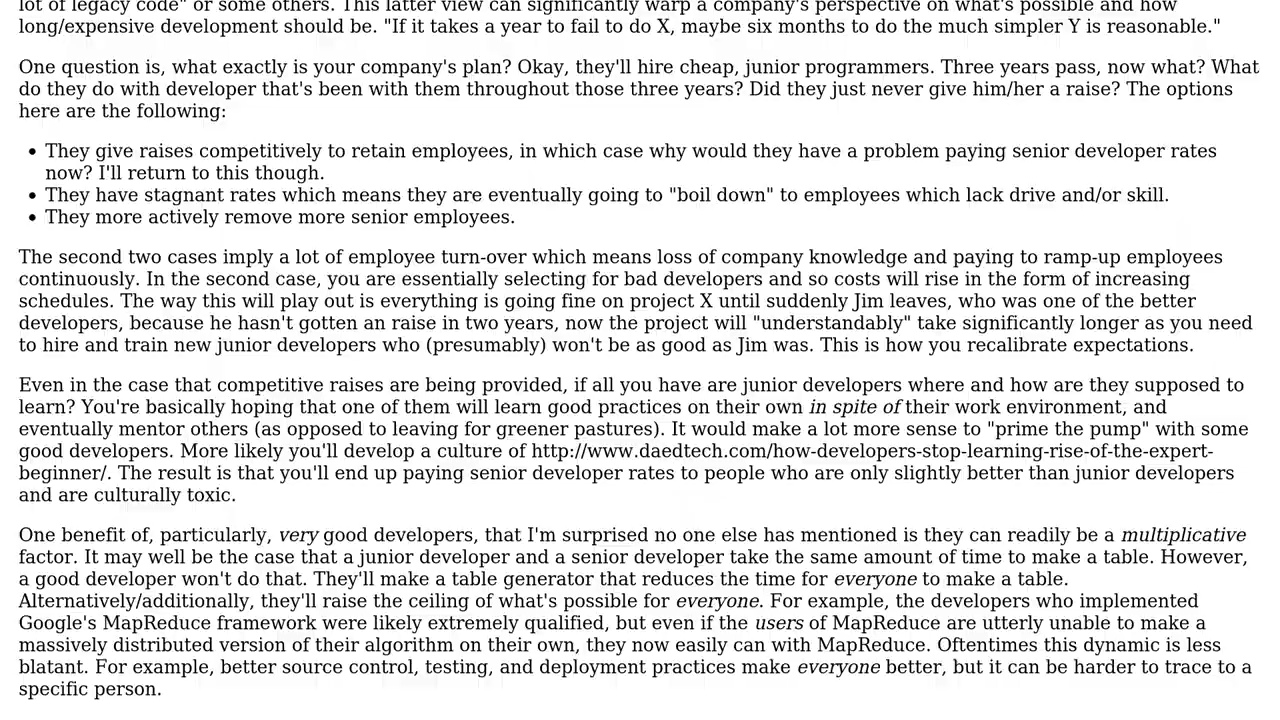 lot of legacy code" or some others. This latter view can significantly warp a company's perspective on what's possible and how
long/expensive development should be. "If it takes a year to fail to do X, maybe six months to do the much simpler Y is reasonable."
One question is, what exactly is your company's plan? Okay, they'll hire cheap, junior programmers. Three years pass, now what? What
do they do with developer that's been with them throughout those three years? Did they just never give him/her a raise? The options
here are the following:
• They give raises competitively to retain employees, in which case why would they have a problem paying senior developer rates
now? I'll return to this though.
• They have stagnant rates which means they are eventually going to "boil down" to employees which lack drive and/or skill.
• They more actively remove more senior employees.
The second two cases imply a lot of employee turn-over which means loss of company knowledge and paying to ramp-up employees
continuously. In the second case, you are essentially selecting for bad developers and so costs will rise in the form of increasing
schedules. The way this will play out is everything is going fine on project X until suddenly Jim leaves, who was one of the better
developers, because he hasn't gotten an raise in two years, now the project will "understandably" take significantly longer as you need
to hire and train new junior developers who (presumably) won't be as good as Jim was. This is how you recalibrate expectations.
Even in the case that competitive raises are being provided, if all you have are junior developers where and how are they supposed to
learn? You're basically hoping that one of them will learn good practices on their own in spite of their work environment, and
eventually mentor others (as opposed to leaving for greener pastures). It would make a lot more sense to "prime the pump" with some
good developers. More likely you'll develop a culture of http://www.daedtech.com/how-developers-stop-learning-rise-of-the-expert-
beginner/. The result is that you'll end up paying senior developer rates to people who are only slightly better than junior developers
and are culturally toxic.
One benefit of, particularly, very good developers, that I'm surprised no one else has mentioned is they can readily be a multiplicative
factor. It may well be the case that a junior developer and a senior developer take the same amount of time to make a table. However,
a good developer won't do that. They'll make a table generator that reduces the time for everyone to make a table.
Alternatively/additionally, they'll raise the ceiling of what's possible for everyone. For example, the developers who implemented
Google's MapReduce framework were likely extremely qualified, but even if the users of MapReduce are utterly unable to make a
massively distributed version of their algorithm on their own, they now easily can with MapReduce. Oftentimes this dynamic is less
blatant. For example, better source control, testing, and deployment practices make everyone better, but it can be harder to trace to a
specific person.